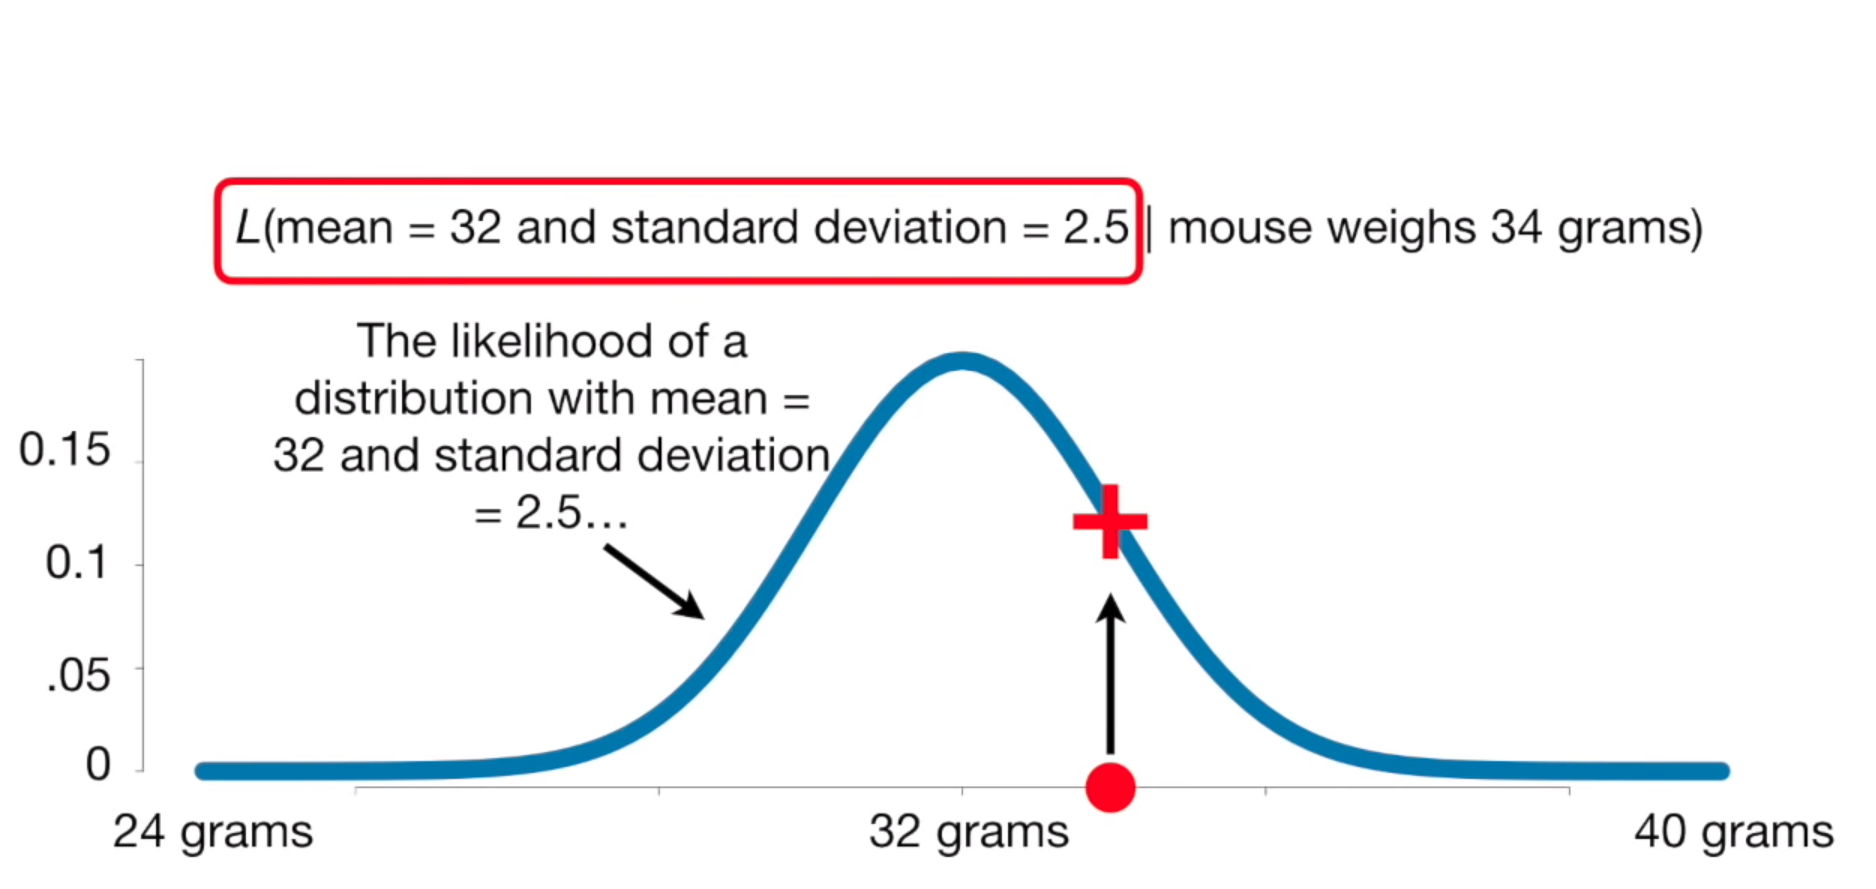 L(mean = 32 and standard deviation = 2.5 | mouse weighs 34 grams)
The likelihood of a
distribution with mean =
32 and standard deviation
= 2.5…
0.15
0.1
.05
0
24 grams
32 grams
40 grams